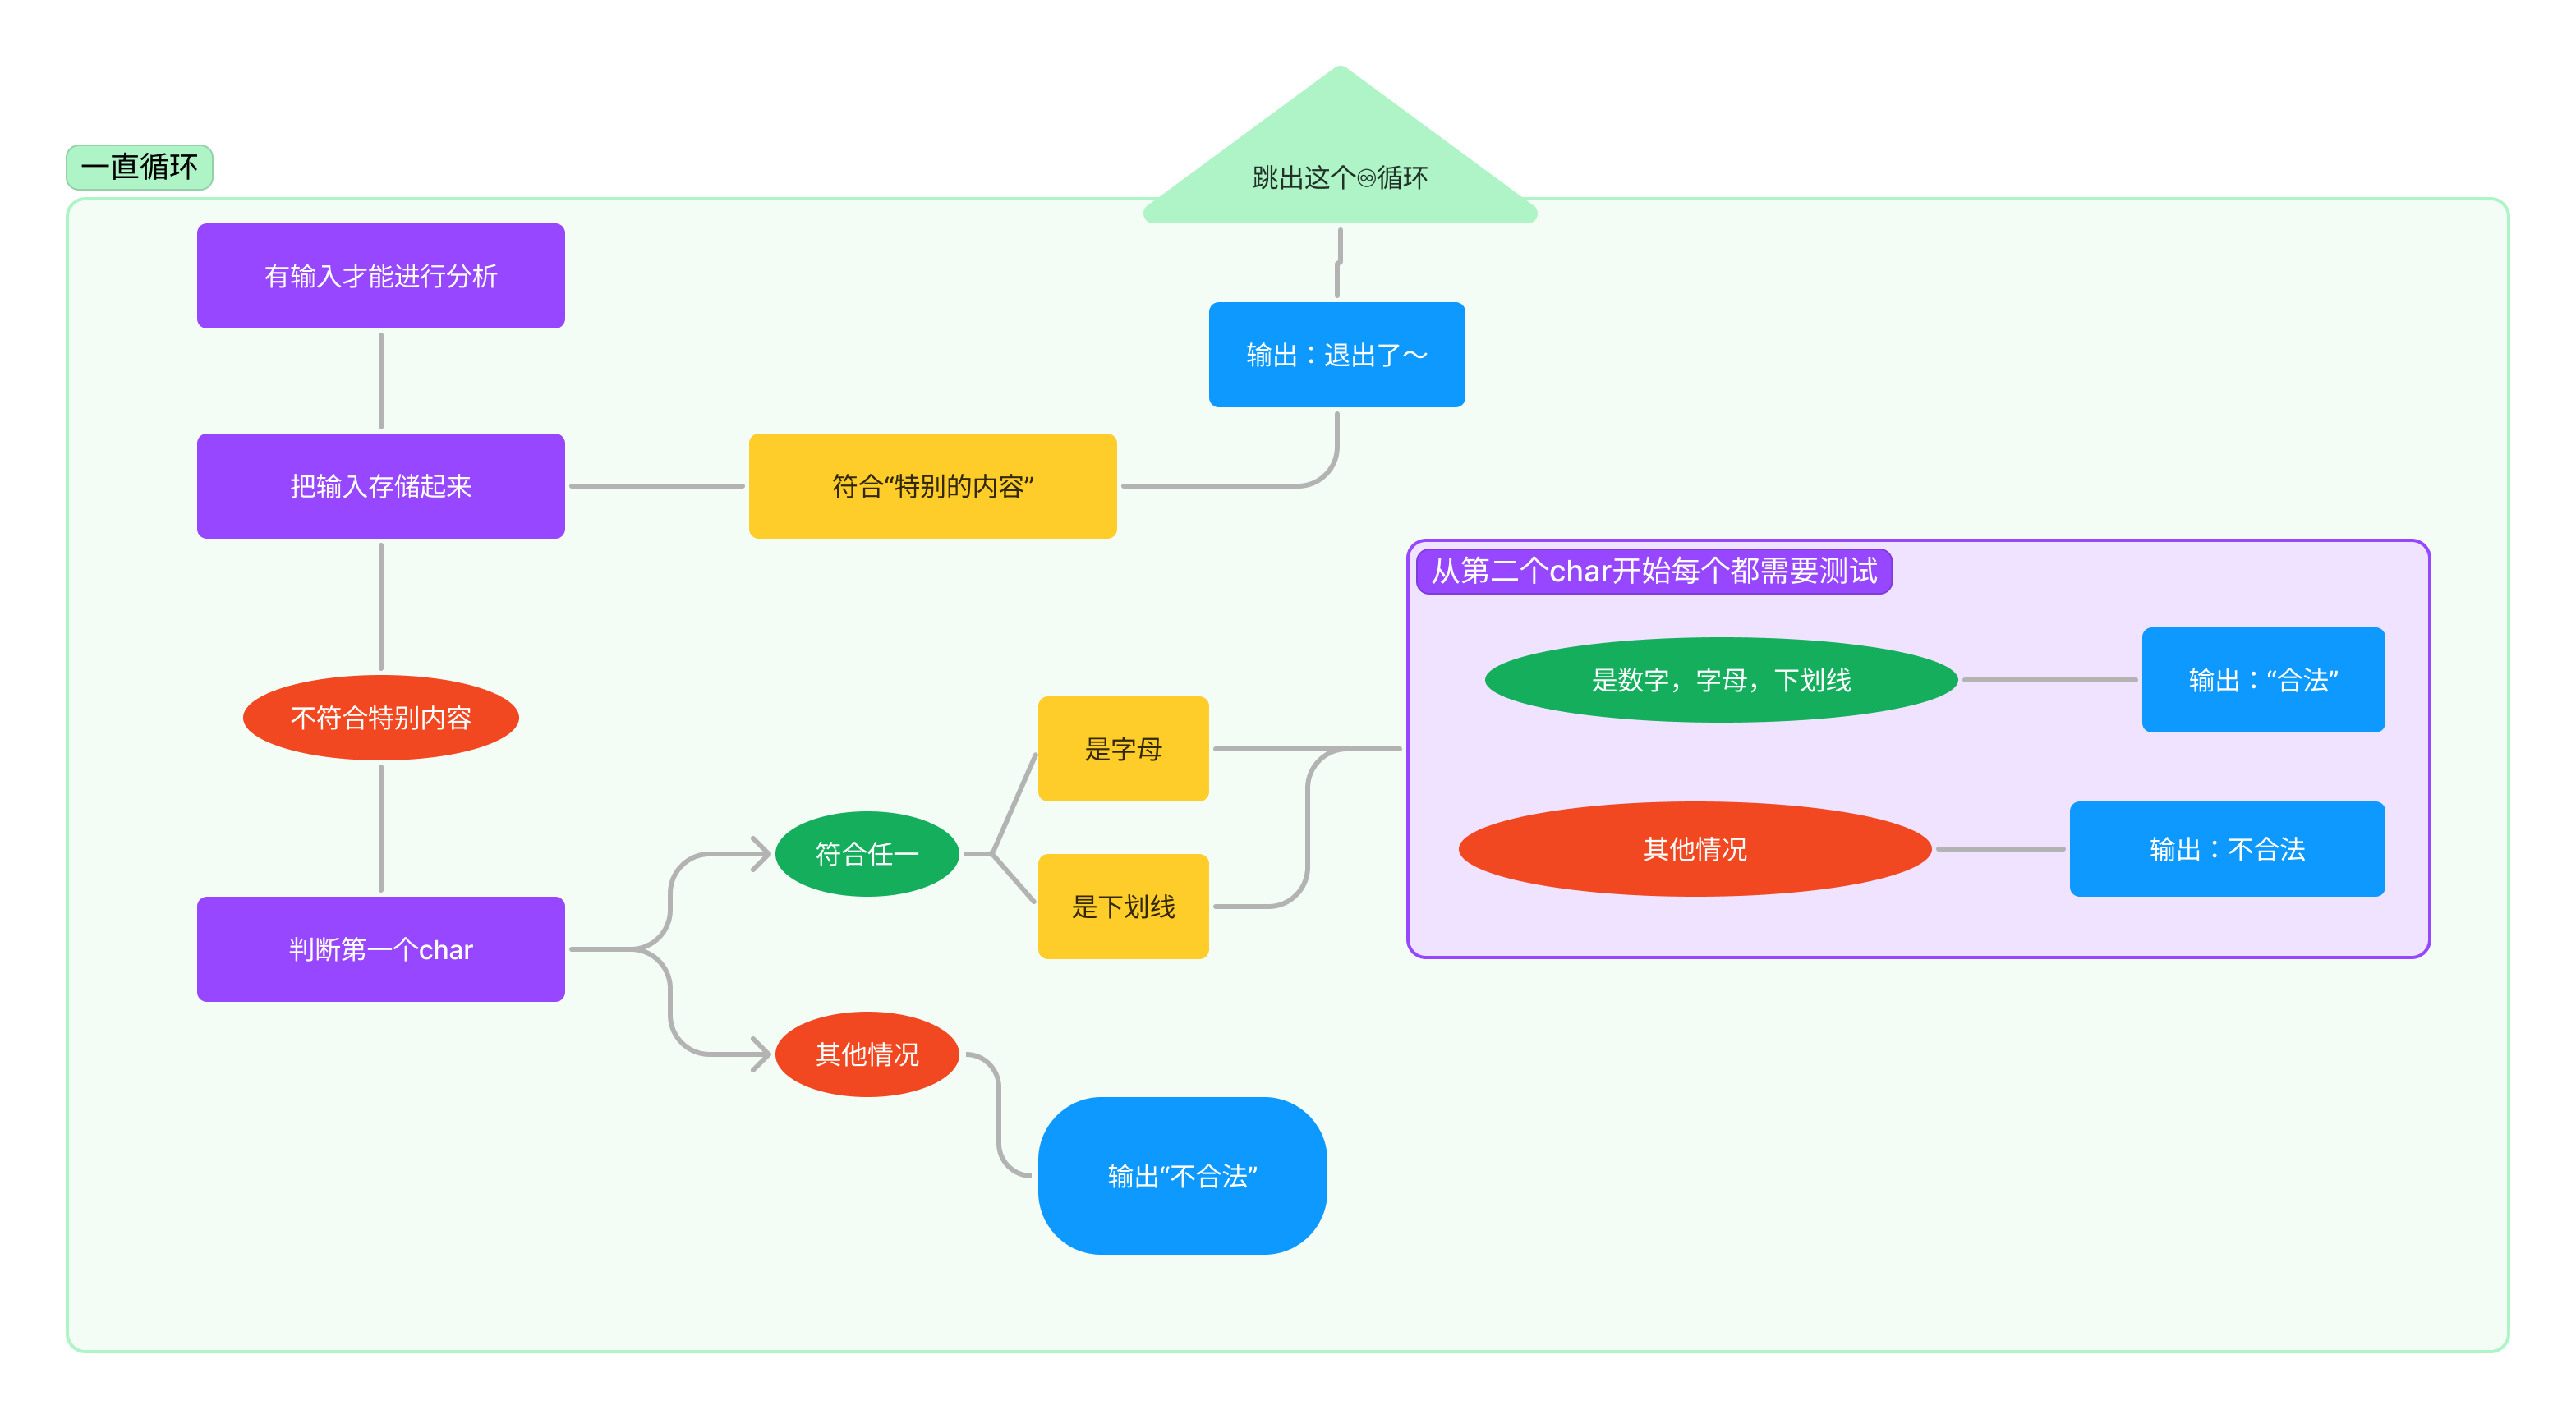 一直循环
跳出这个♾循环
有输入才能进行分析
输出：退出了～
把输入存储起来
符合“特别的内容”
从第二个char开始每个都需要测试
是数字，字母，下划线
输出：“合法”
不符合特别内容
是字母
符合任一
其他情况
输出：不合法
是下划线
判断第一个char
其他情况
输出“不合法”